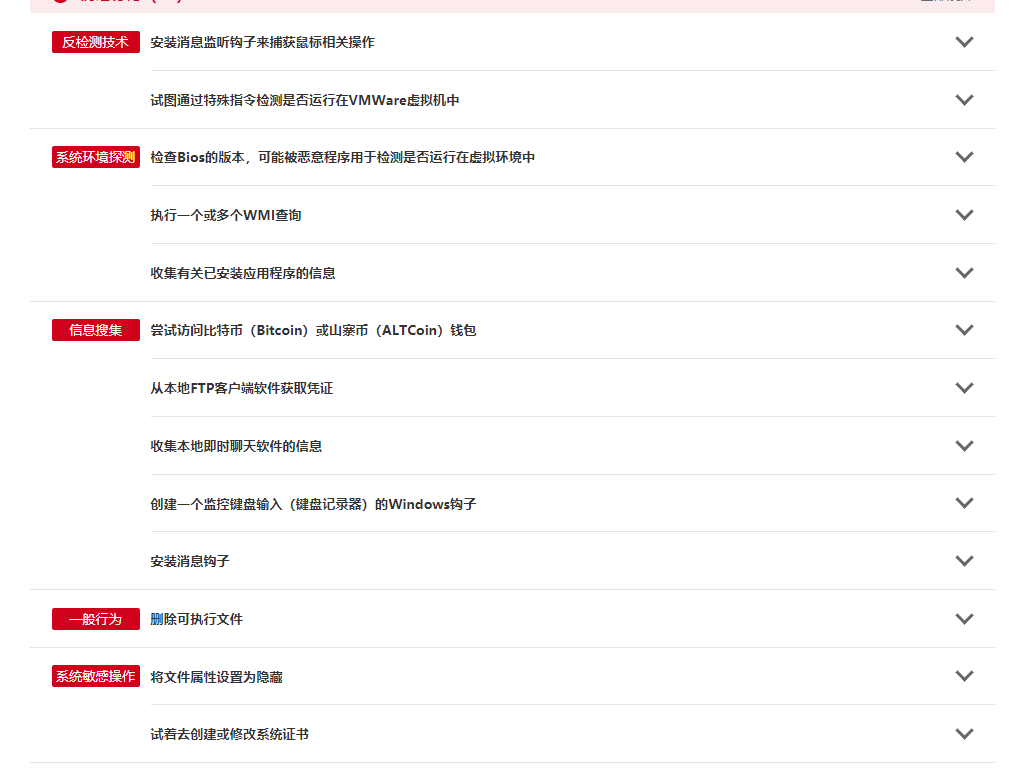 反检测技术 安装消息监听钩子来捕获鼠标相关操作
试图通过特殊指令检测是否运行在VMWare虚拟机中
系统环境探测 检查Bios的版本，可能被恶意程序用于检测是否运行在虚拟环境中
执行一个或多个WMI查询
收集有关已安装应用程序的信息
信息搜集 尝试访问比特币（Bitcoin）或山寨币（ALTCoin）钱包
从本地FTP客户端软件获取凭证
收集本地即时聊天软件的信息
创建一个监控键盘输入（键盘记录器）的Windows钩子
安装消息钩子
一般行为 删除可执行文件
系统敏感操作 将文件属性设置为隐藏
试着去创建或修改系统证书